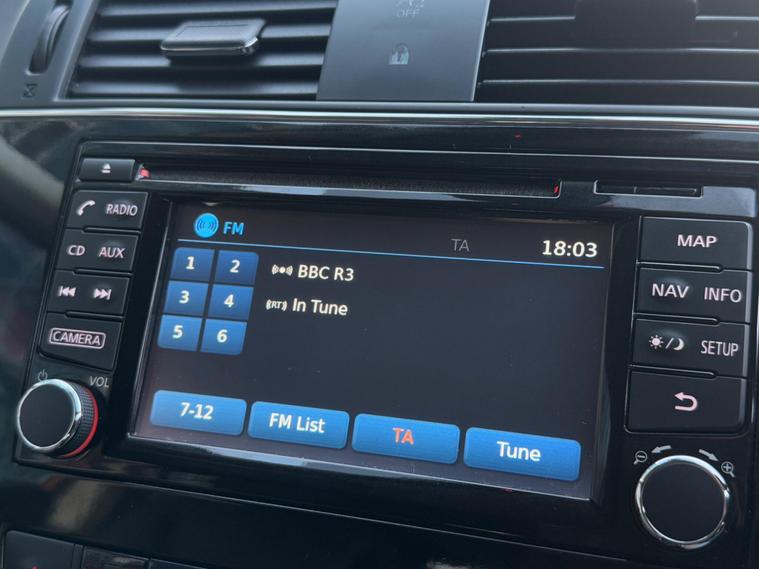 OFF
RADIO
CD AUX
CAMERA
VOL
FM
TA
18:03
1 2
3 4
5 6
BBC R3
(RT) In Tune
7-12
FM List
TA
Tune
MAP
NAV INFO
SETUP